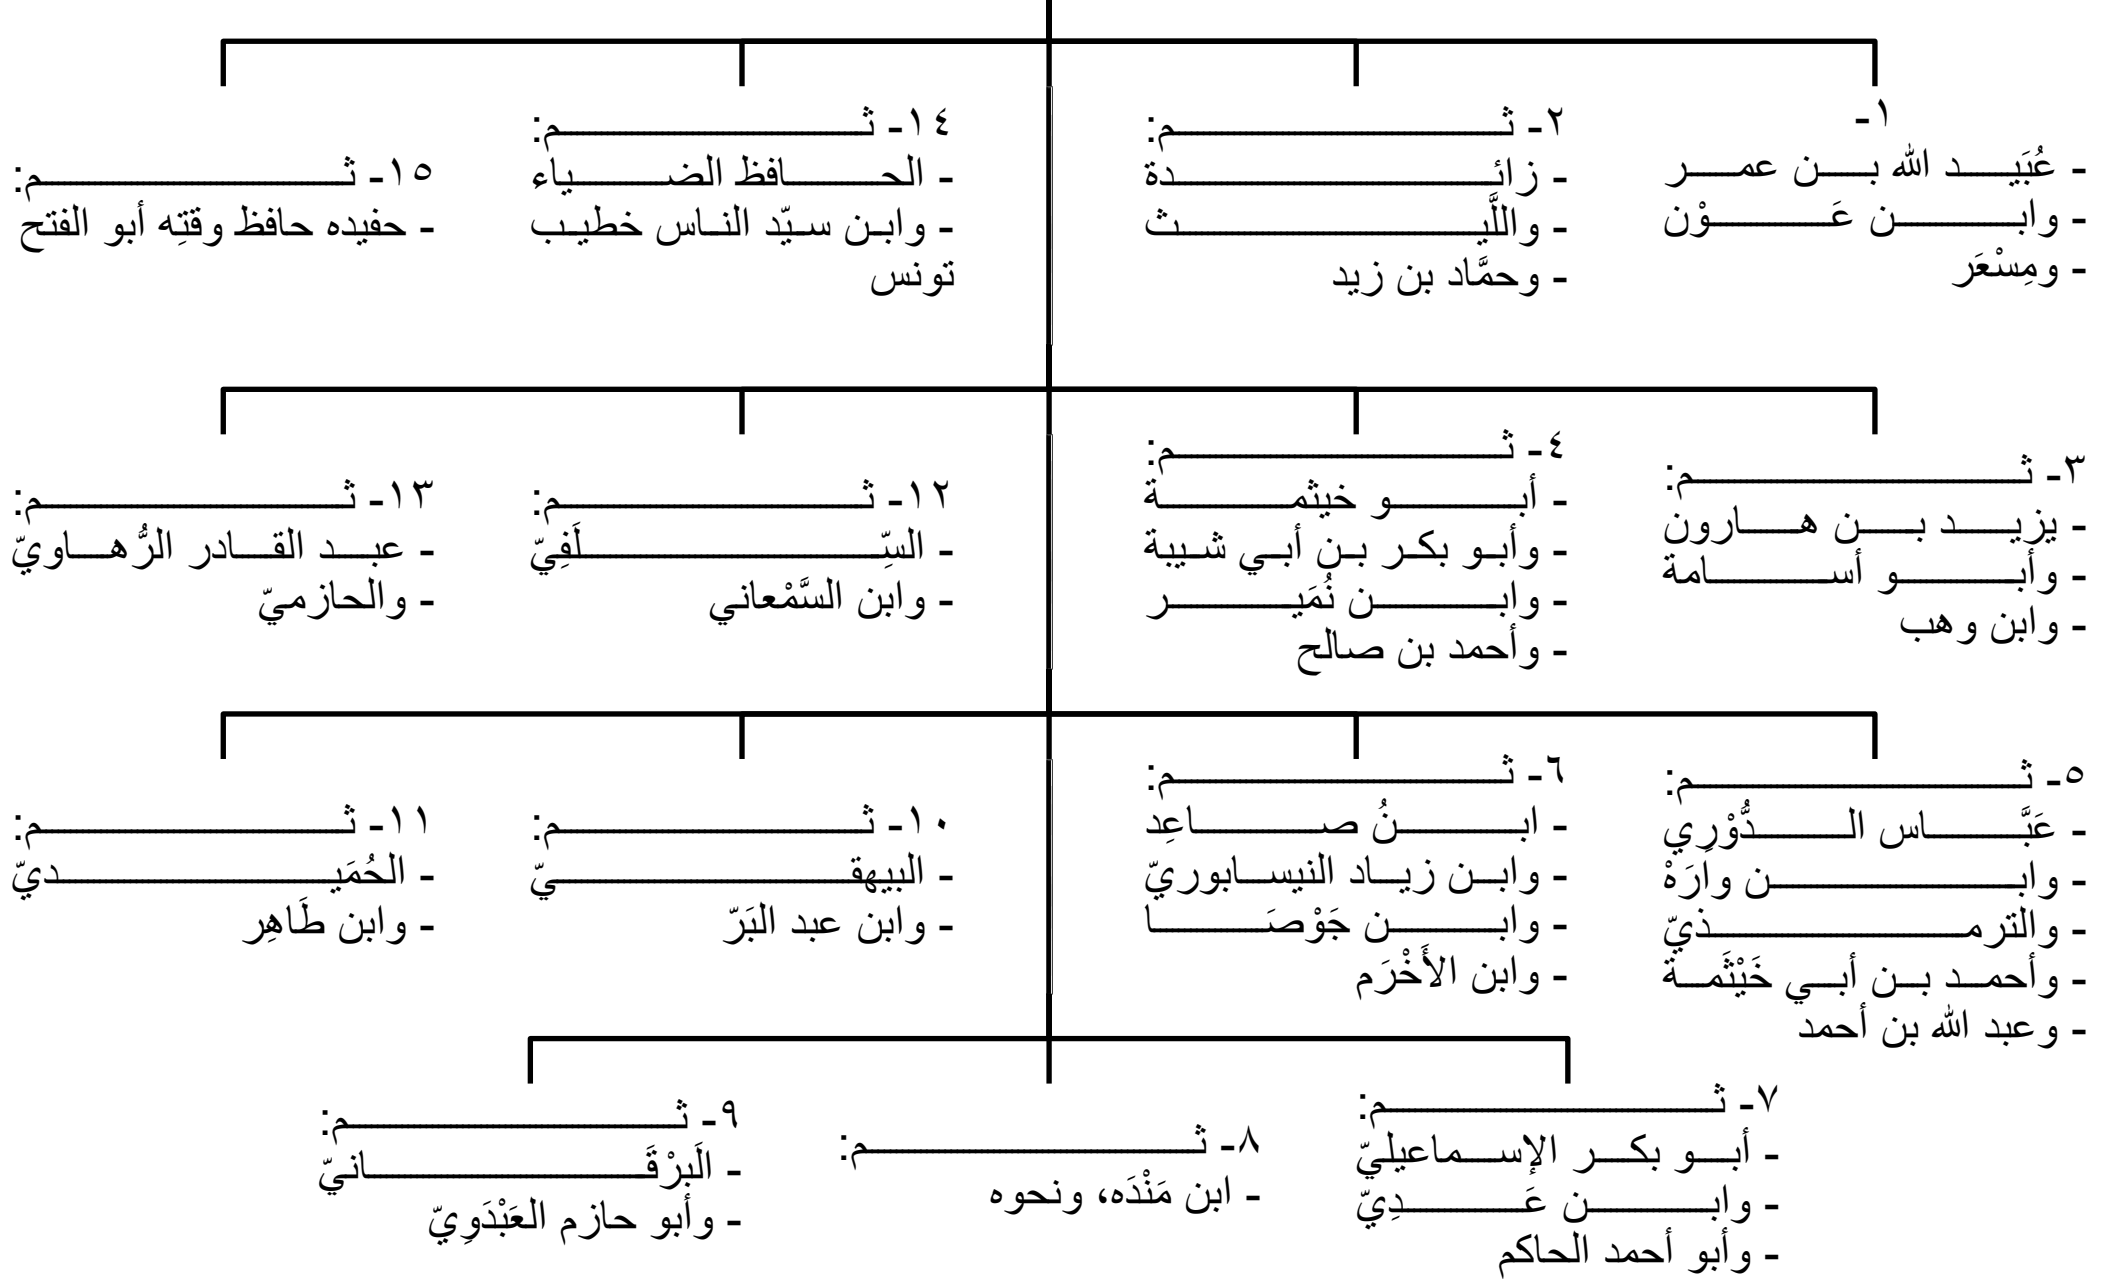 ١-
- عُبَيد الله بن عمر
- وابن عَوْن
- ومِسْعَر
٢- ثم:
- زائدة
- واللَّيث
- وحمَّاد بن زيد
١٤- ثم:
- الحافظ الضياء
- وابن سيّد الناس خطيب
تونس
١٥- ثم:
- حفيده حافظ وقتِه أبو الفتح
٣- ثم:
- يزيد بن هارون
- وأبو أسامة
- وابن وهب
٤- ثم:
- أبو خيثمة
- وأبو بكر بن أبي شيبة
- وابن نُمَير
- وأحمد بن صالح
١٢- ثم:
- السِّلَفِيّ
- وابن السَّمْعاني
١٣- ثم:
- عبد القادر الرُّهاويّ
- والحازميّ
٥- ثم:
- عَبَّاس الدُّوْرِي
- وابن وَارَهْ
- والترمذيّ
- وأحمد بن أبي خَيْثَمة
- وعبد الله بن أحمد
٦- ثم:
- ابنُ صاعِد
- وابن زياد النيسابوريّ
- وابن جَوْصَا
- وابن الأَخْرَم
١٠- ثم:
- البيهقيّ
- وابن عبد البَرّ
١١- ثم:
- الحُمَيديّ
- وابن طَاهِر
٧- ثم:
- أبو بكر الإسماعيليّ
- وابن عَدِيّ
- وأبو أحمد الحاكم
٨- ثم:
- ابن مَنْدَه، ونحوه
٩- ثم:
- الَبرْقَانيّ
- وأبو حازم العَبْدَوِيّ